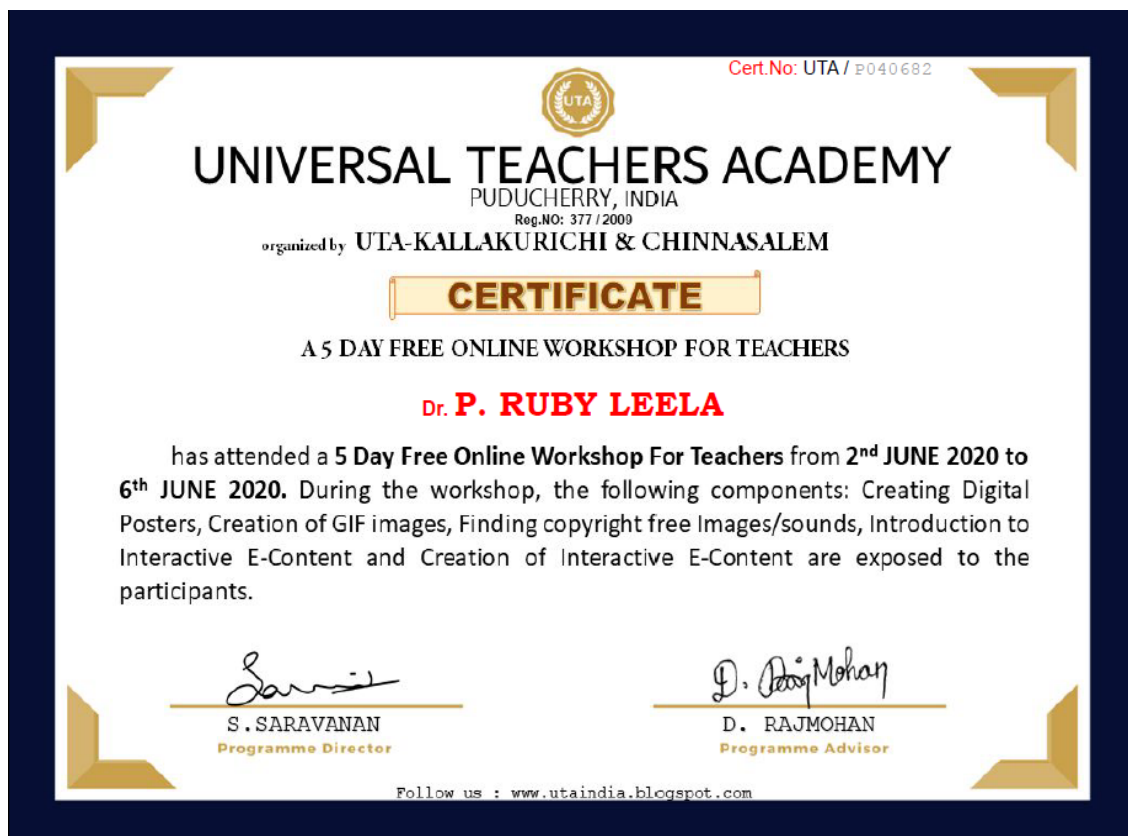 Cert.No: UTA / P040682
UTA
UNIVERSAL TEACHERS ACADEMY
PUDUCHERRY, INDIA
Reg.NO: 377 / 2009
organized by UTA-KALLAKURICHI & CHINNASALEM
CERTIFICATE
A 5 DAY FREE ONLINE WORKSHOP FOR TEACHERS
Dr. P. RUBY LEELA
has attended a 5 Day Free Online Workshop For Teachers from 2nd JUNE 2020 to
6th JUNE 2020. During the workshop, the following components: Creating Digital
Posters, Creation of GIF images, Finding copyright free Images/sounds, Introduction to
Interactive E-Content and Creation of Interactive E-Content are exposed to the
participants.
D. RajMohan
S.SARAVANAN D. RAJMOHAN
Programme Director Programme Advisor
Follow us : www.utaindia.blogspot.com